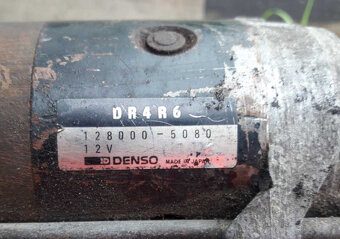 DR4R6
128000-5080
12V
DENSO MADE IN JAPAN